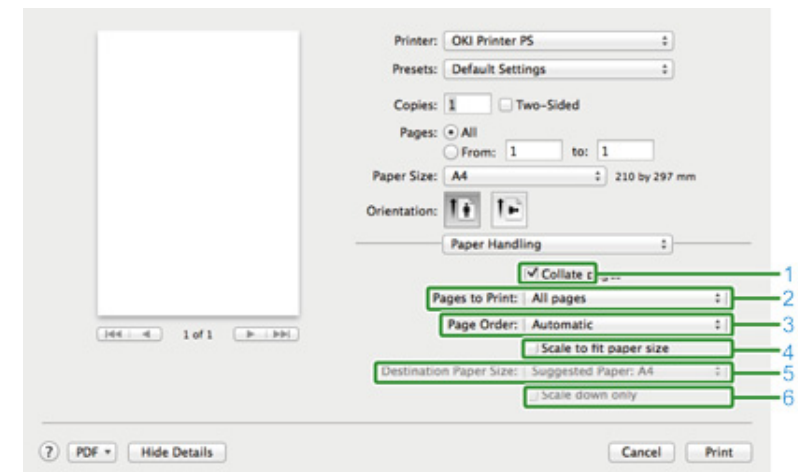 Printer: OKI Printer PS
Presets: Default Settings
Copies: 1 Two-Sided
Pages: All
From: 1 to: 1
Paper Size: A4 210 by 297 mm
Orientation:
Paper Handling
Collate 1
Pages to Print: All pages 2
Page Order: Automatic 3
1 of 1
Scale to fit paper size 4
Destination Paper Size: Suggested Paper: A4 5
Scale down only 6
? PDF Hide Details Cancel Print